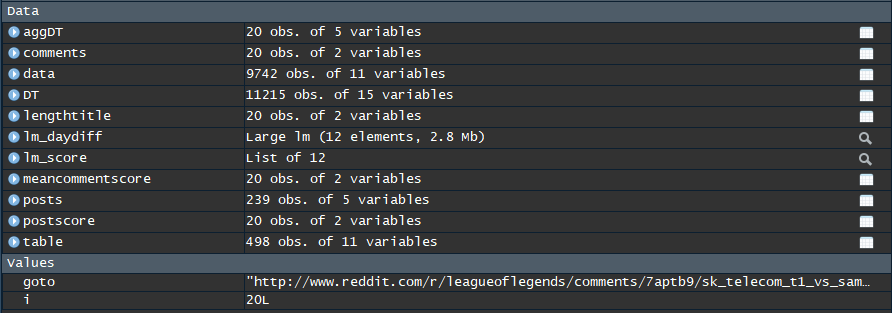 Data
aggDT 20 obs. of 5 variables
comments 20 obs. of 2 variables
data 9742 obs. of 11 variables
DT 11215 obs. of 15 variables
lengthtitle 20 obs. of 2 variables
lm_daydiff Large lm (12 elements, 2.8 Mb)
lm_score List of 12
meancommentscore 20 obs. of 2 variables
posts 239 obs. of 5 variables
postscore 20 obs. of 2 variables
table 498 obs. of 11 variables
Values
goto "http://www.reddit.com/r/leagueoflegends/comments/7aptb9/sk_telecom_t1_vs_sam…
i 20L